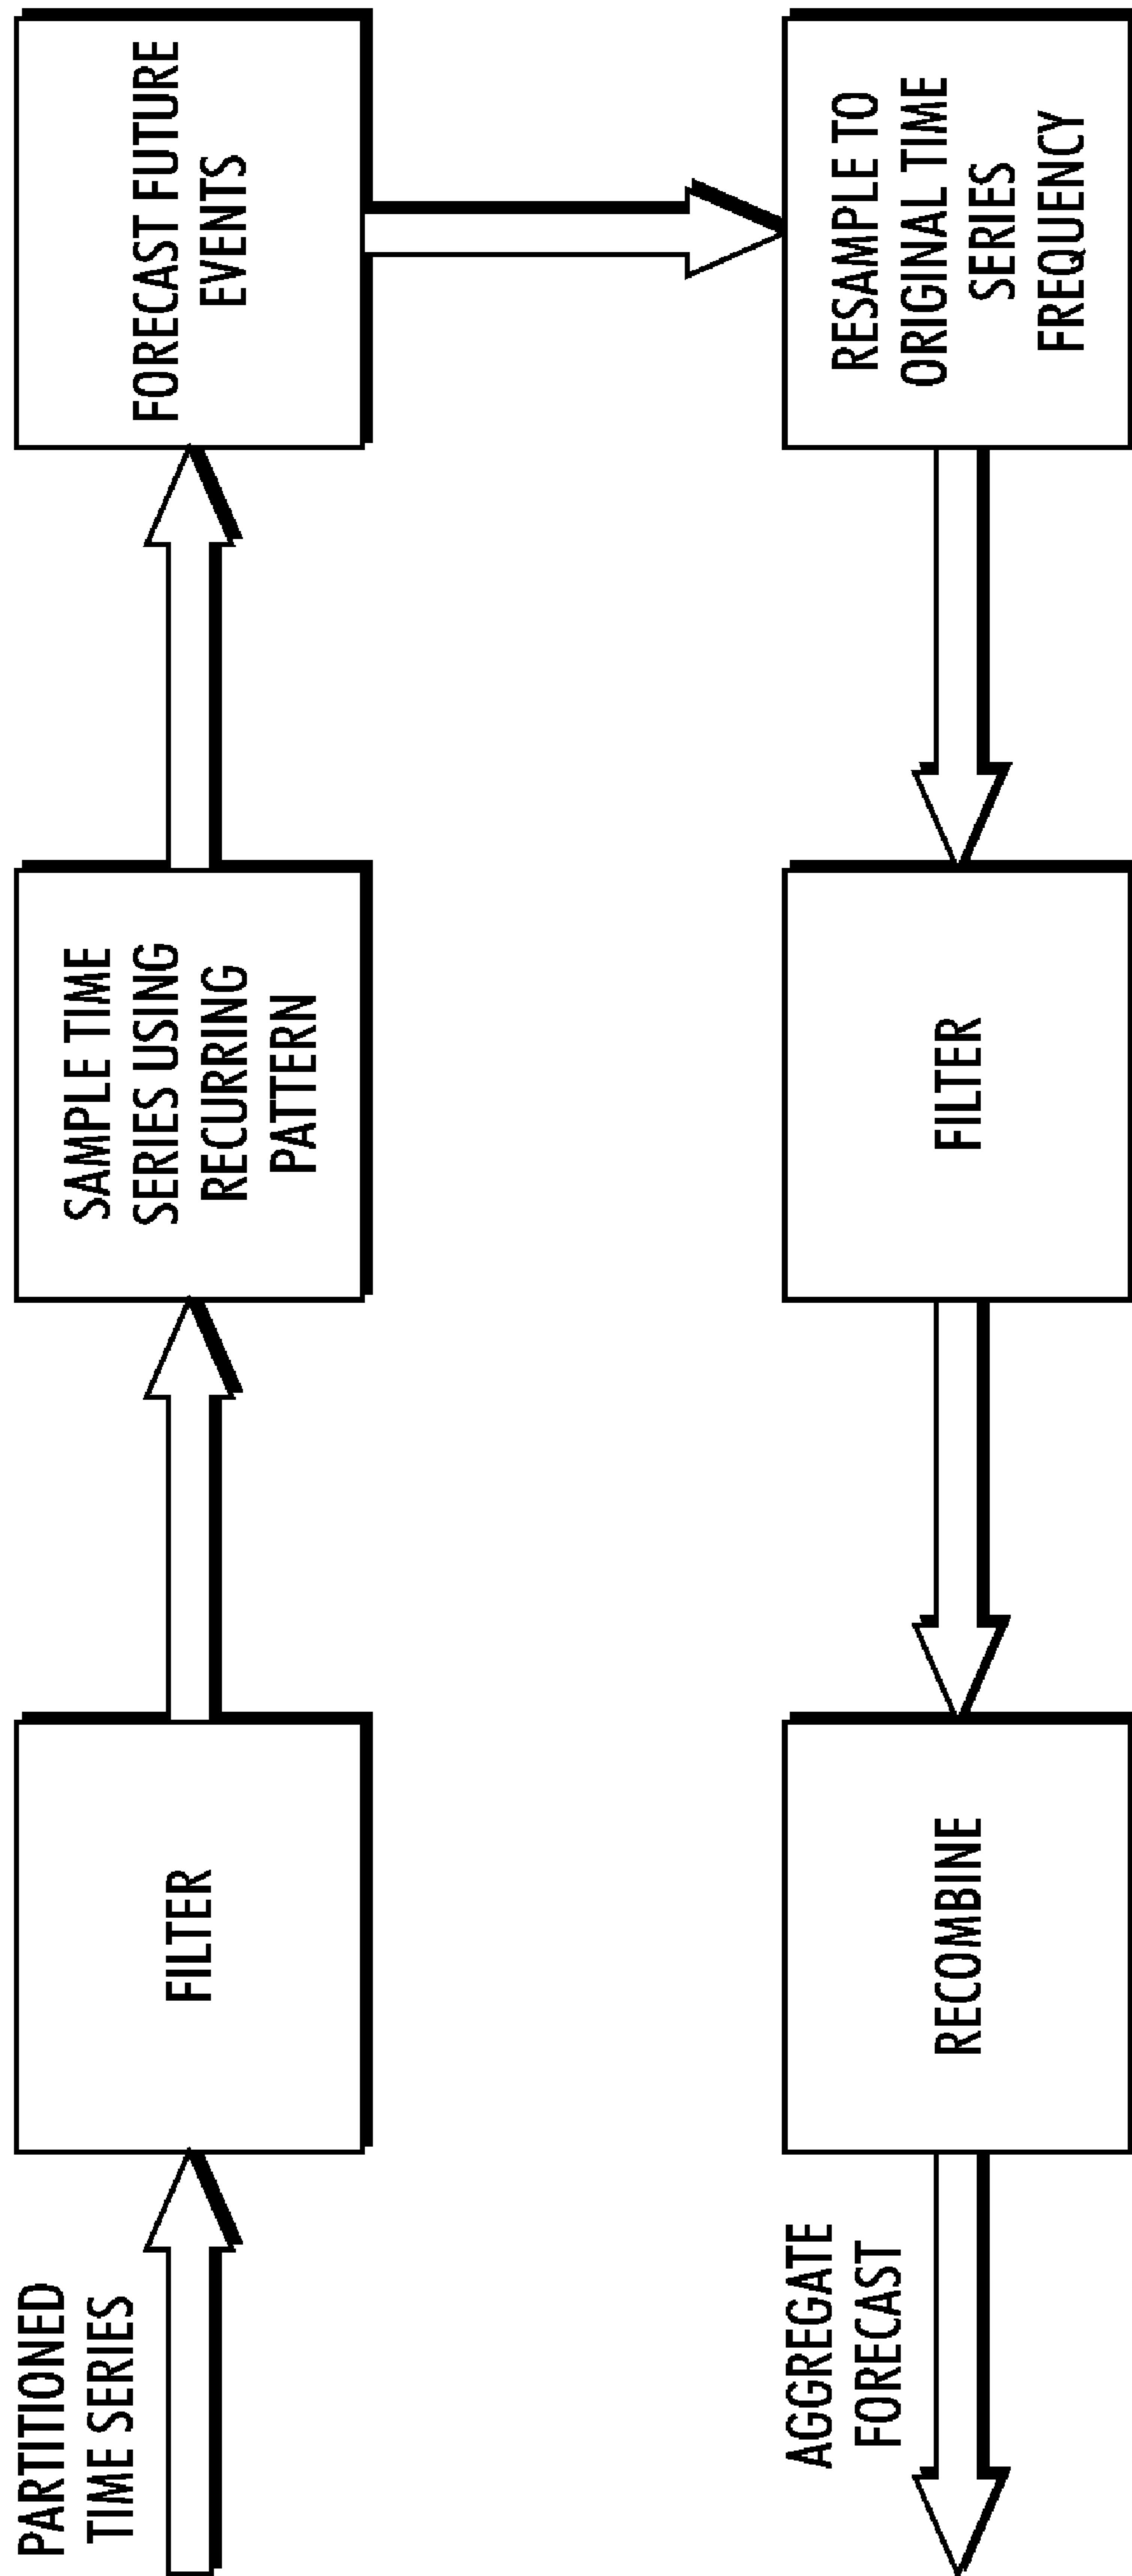 PARTITIONED
TIME SERIES
FILTER
SAMPLE TIME
SERIES USING
RECURRING
PATTERN
FORECAST FUTURE
EVENTS
RESAMPLE TO
ORIGINAL TIME
SERIES
FREQUENCY
FILTER
RECOMBINE
AGGREGATE
FORECAST